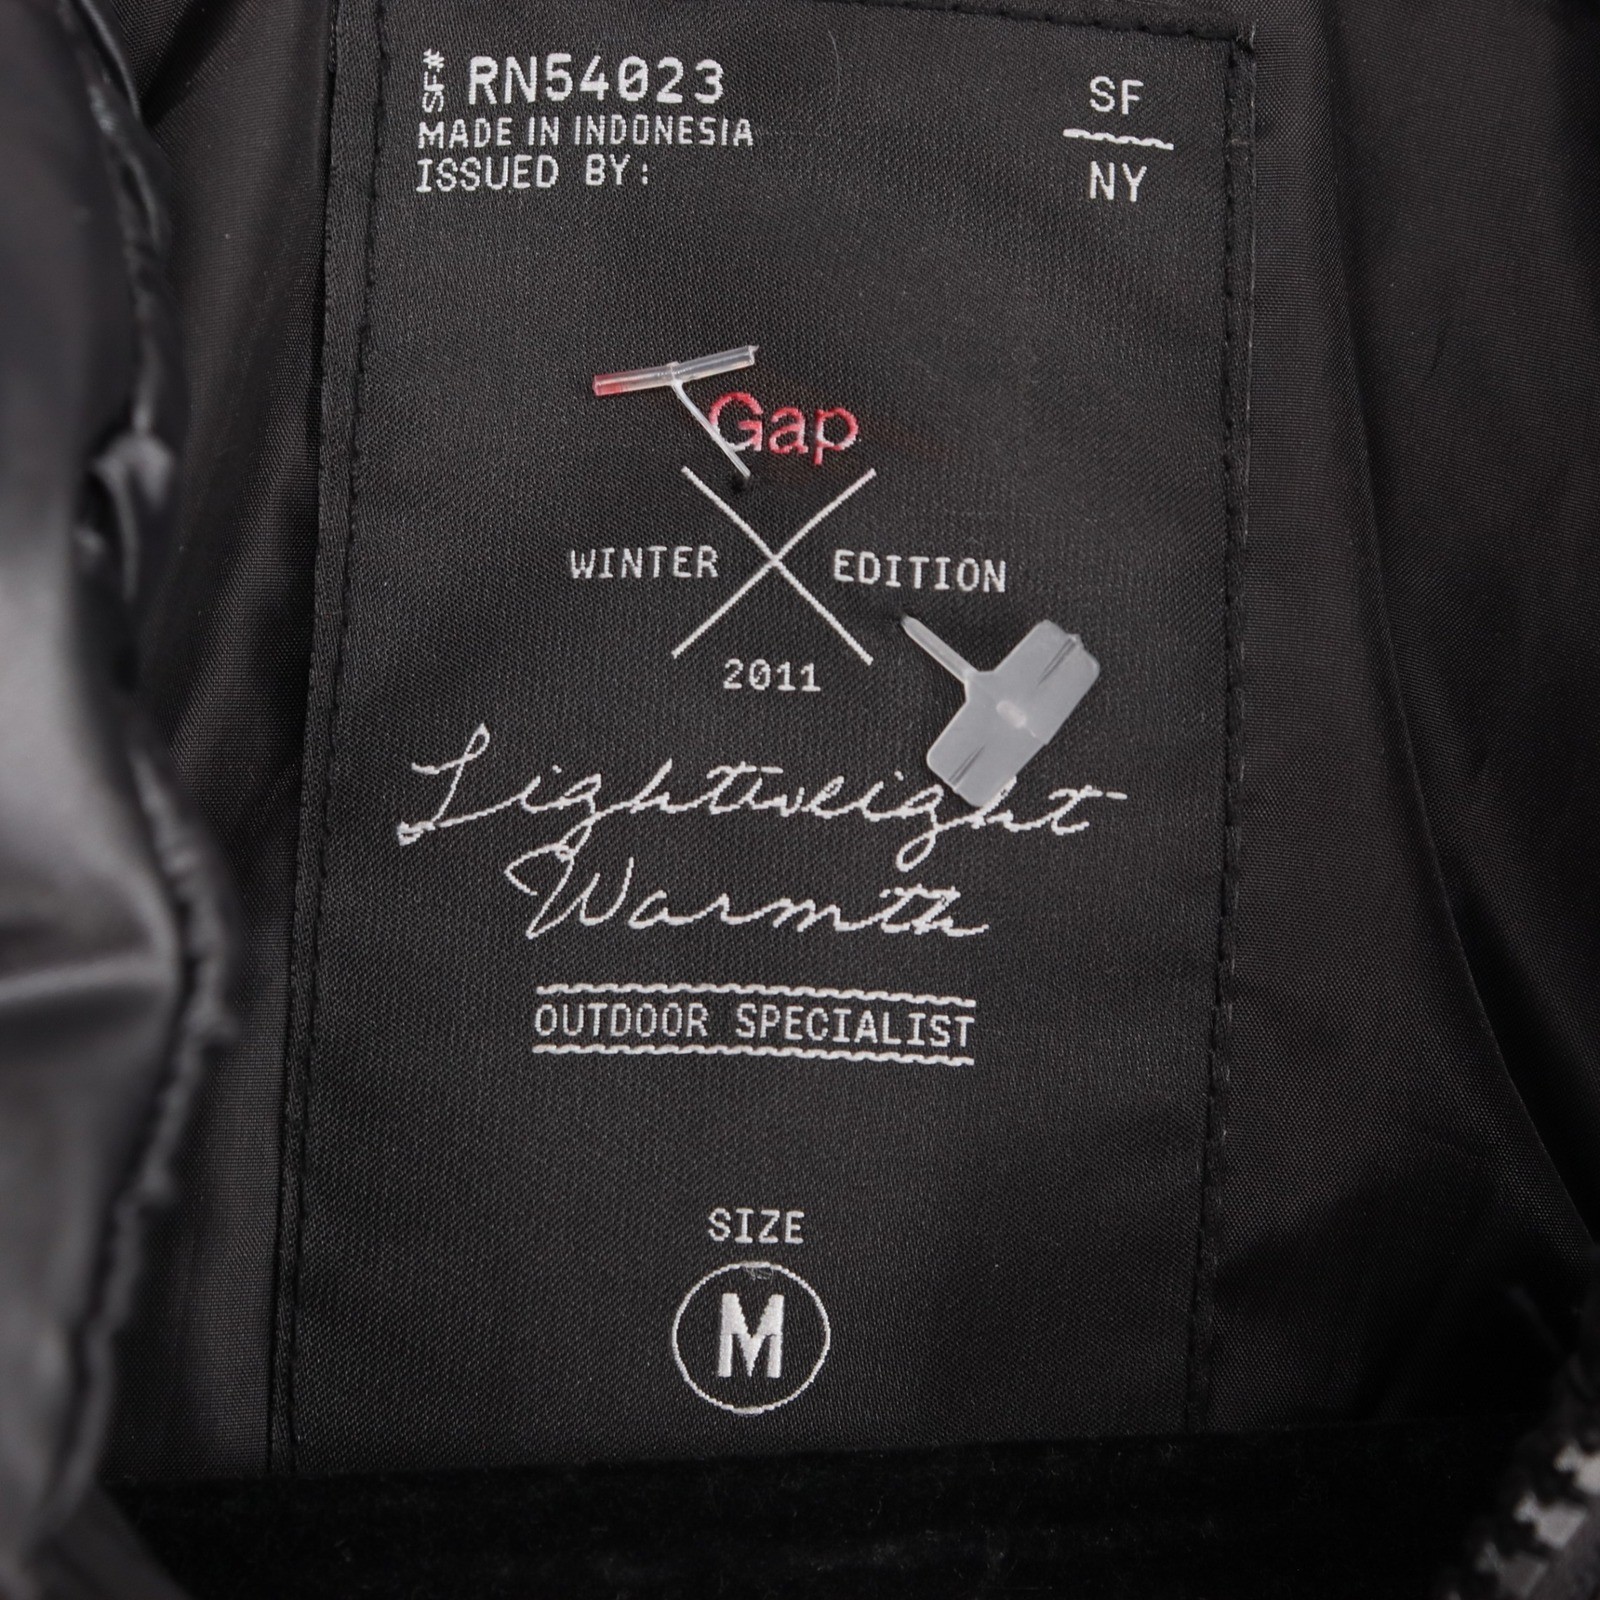 SF# RN54023
MADE IN INDONESIA
ISSUED BY:
SF
NY
Gap
WINTER EDITION
2011
Lightweight
Warmth
OUTDOOR SPECIALIST
SIZE
M